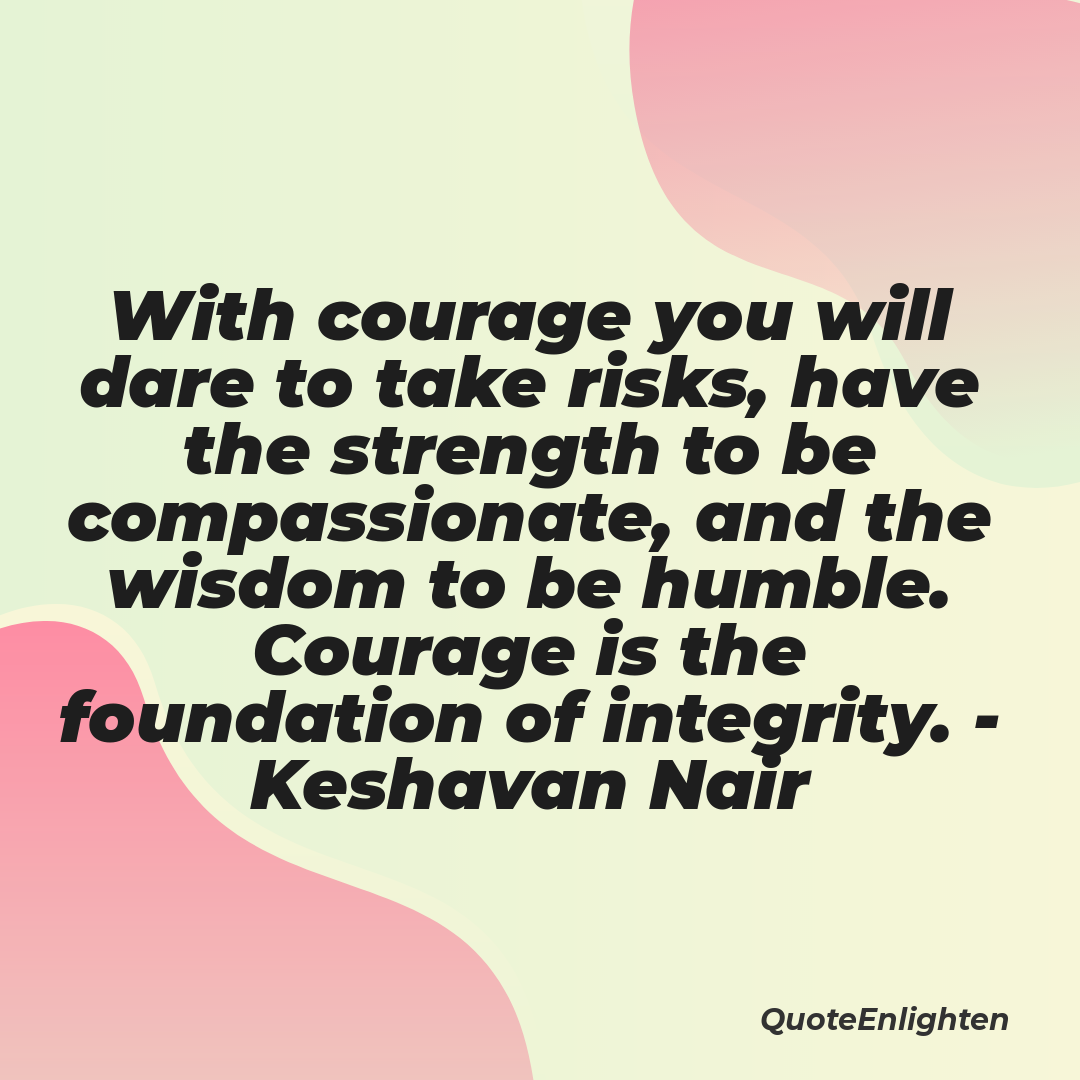 With courage you will
dare to take risks, have
the strength to be
compassionate, and the
wisdom to be humble.
Courage is the
foundation of integrity. -
Keshavan Nair
QuoteEnlighten